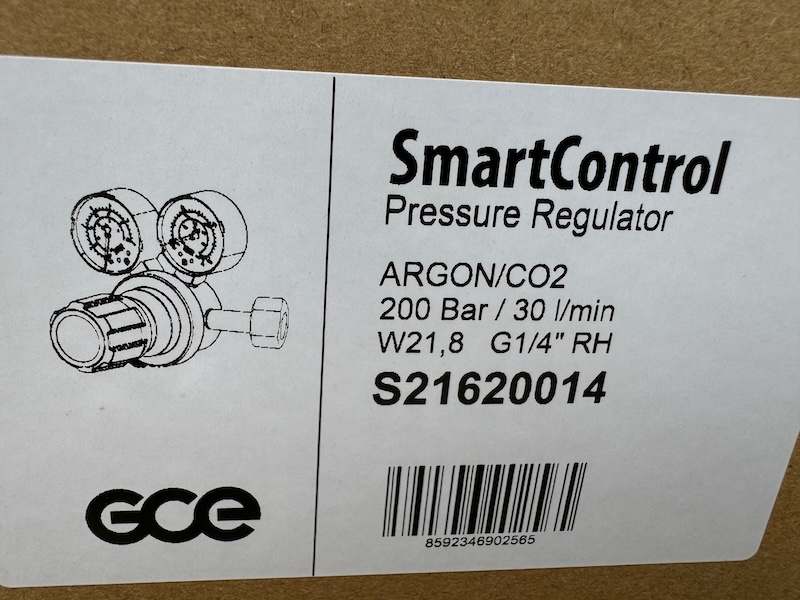 SmartControl
Pressure Regulator
ARGON/CO2
200 Bar / 30 l/min
W21,8 G1/4" RH
S21620014
GCE
8592346902565